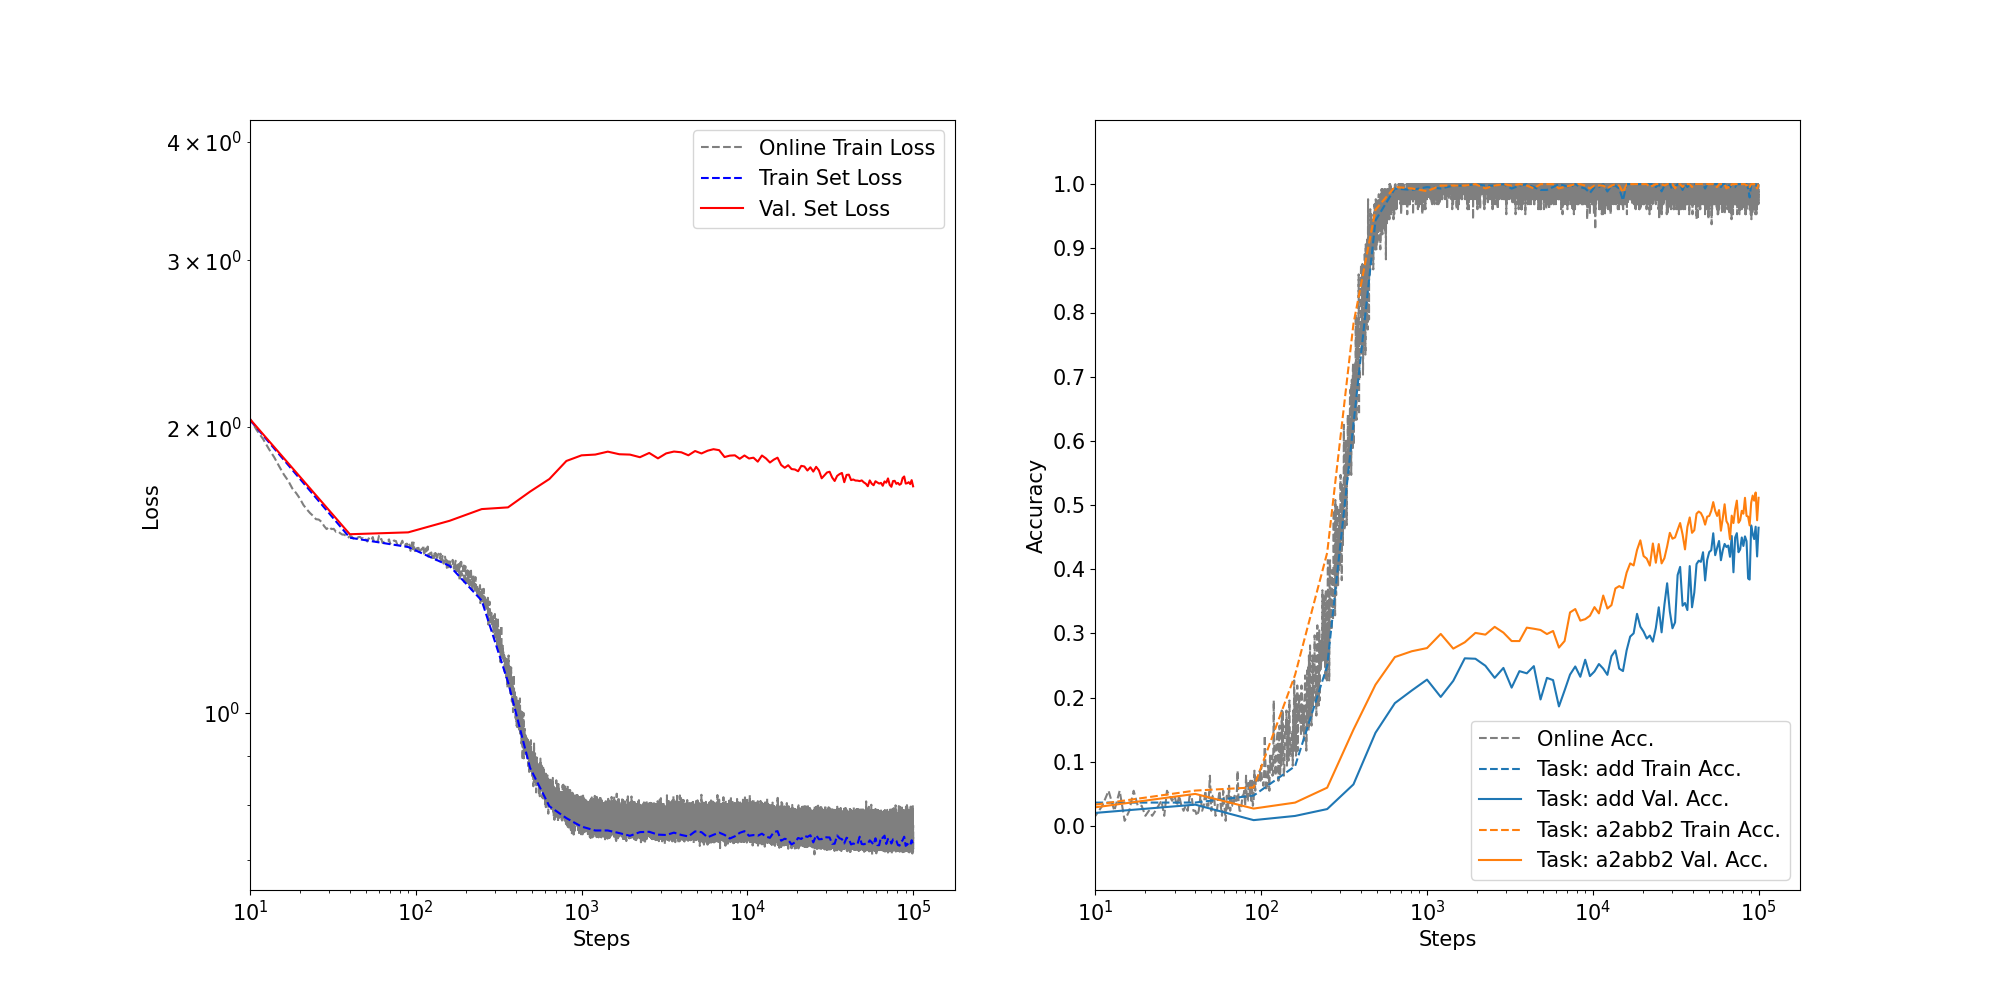 4 × 10⁰
3 × 10⁰
2 × 10⁰
10⁰
Loss
10¹ 10² 10³ 10⁴ 10⁵
Steps
Online Train Loss
Train Set Loss
Val. Set Loss
1.0
0.9
0.8
0.7
0.6
0.5
0.4
0.3
0.2
0.1
0.0
Accuracy
10¹ 10² 10³ 10⁴ 10⁵
Steps
Online Acc.
Task: add Train Acc.
Task: add Val. Acc.
Task: a2abb2 Train Acc.
Task: a2abb2 Val. Acc.